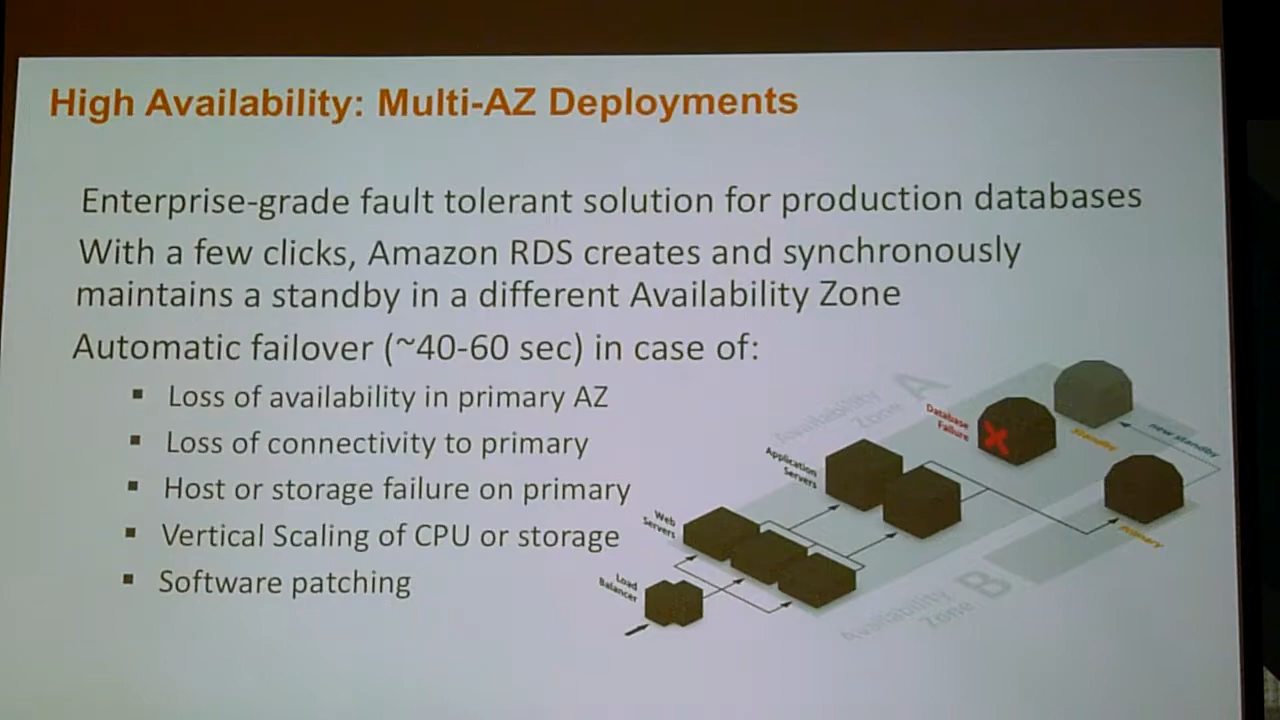 High Availability: Multi-AZ Deployments
Enterprise-grade fault tolerant solution for production databases
With a few clicks, Amazon RDS creates and synchronously
maintains a standby in a different Availability Zone
Automatic failover (~40-60 sec) in case of:
▪ Loss of availability in primary AZ
▪ Loss of connectivity to primary
▪ Host or storage failure on primary
▪ Vertical Scaling of CPU or storage
▪ Software patching
Availability
Zone A
Database
Failure
Standby
new standby
Application
Servers
Web
Servers
Primary
Load
Balancer
Availability
Zone B